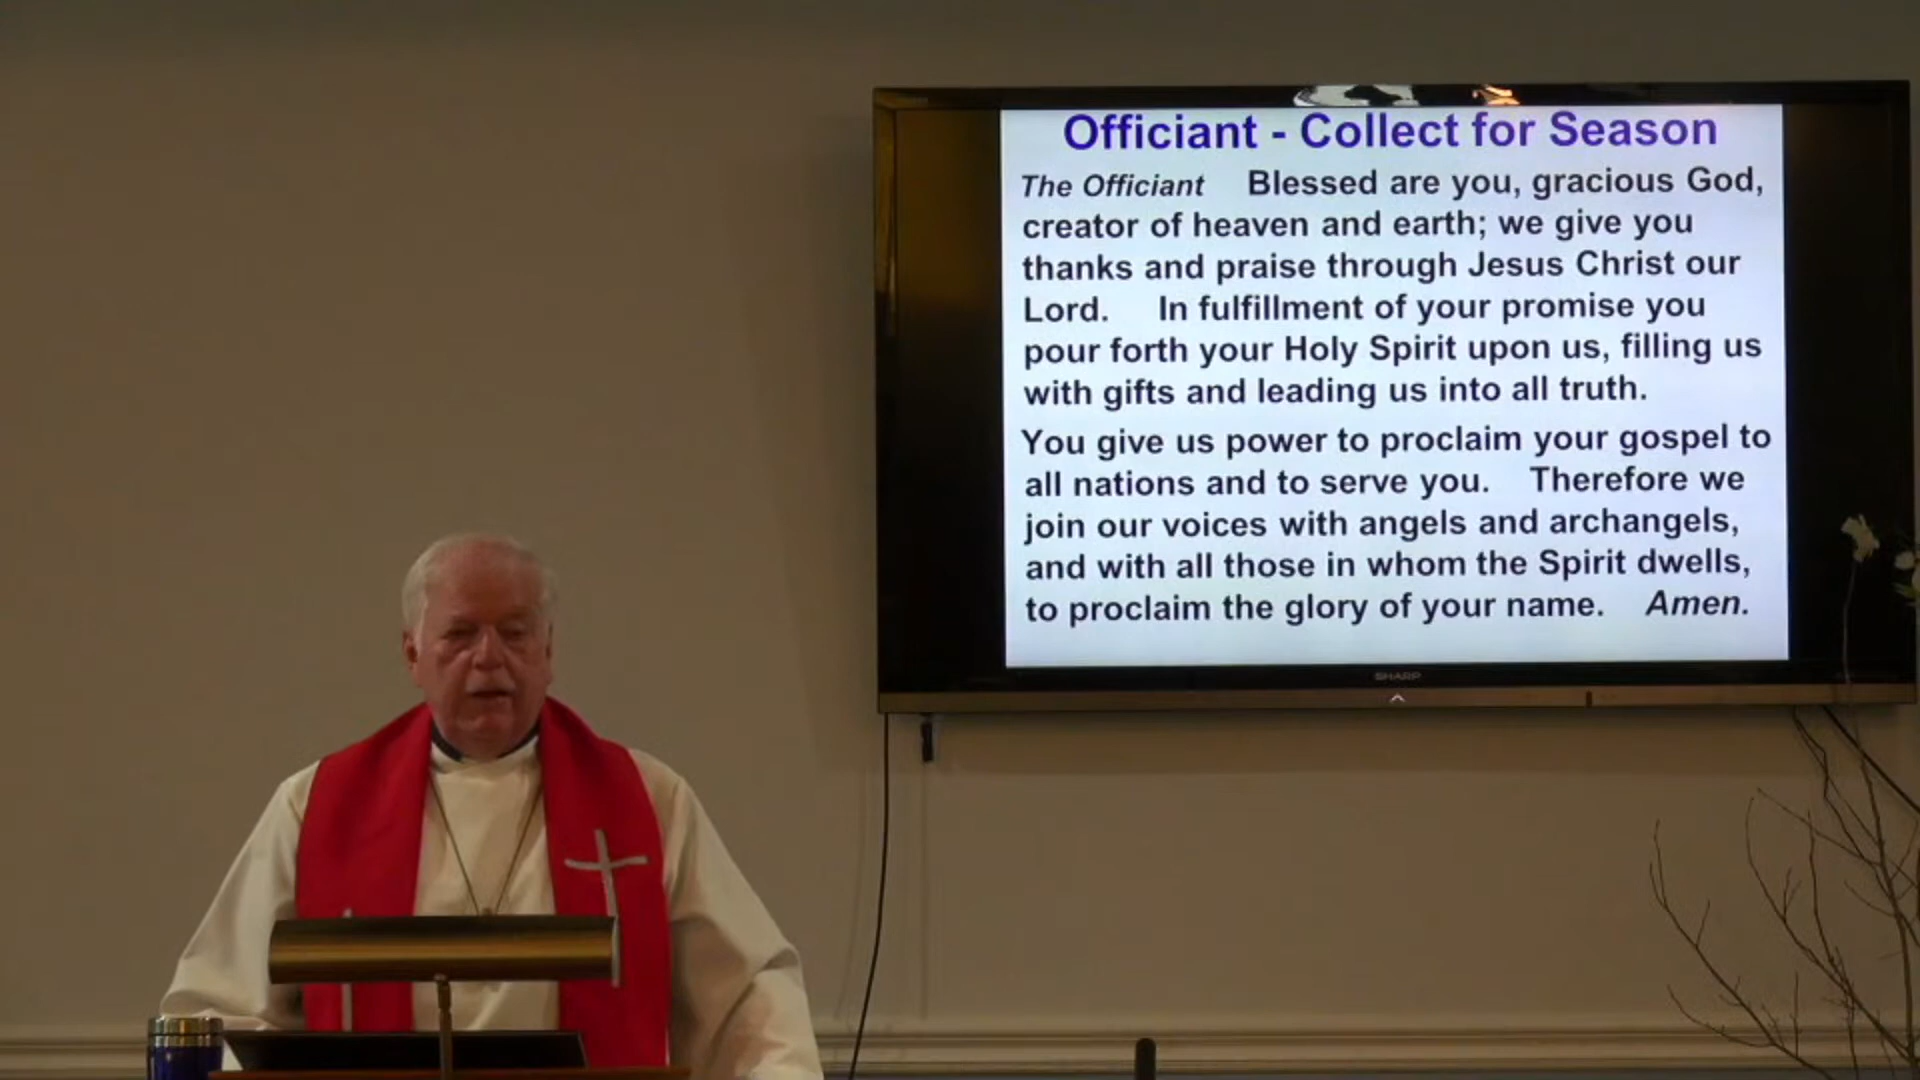 Officiant - Collect for Season
The Officiant Blessed are you, gracious God,
creator of heaven and earth; we give you
thanks and praise through Jesus Christ our
Lord. In fulfillment of your promise you
pour forth your Holy Spirit upon us, filling us
with gifts and leading us into all truth.
You give us power to proclaim your gospel to
all nations and to serve you. Therefore we
join our voices with angels and archangels,
and with all those in whom the Spirit dwells,
to proclaim the glory of your name. Amen.
SHARP